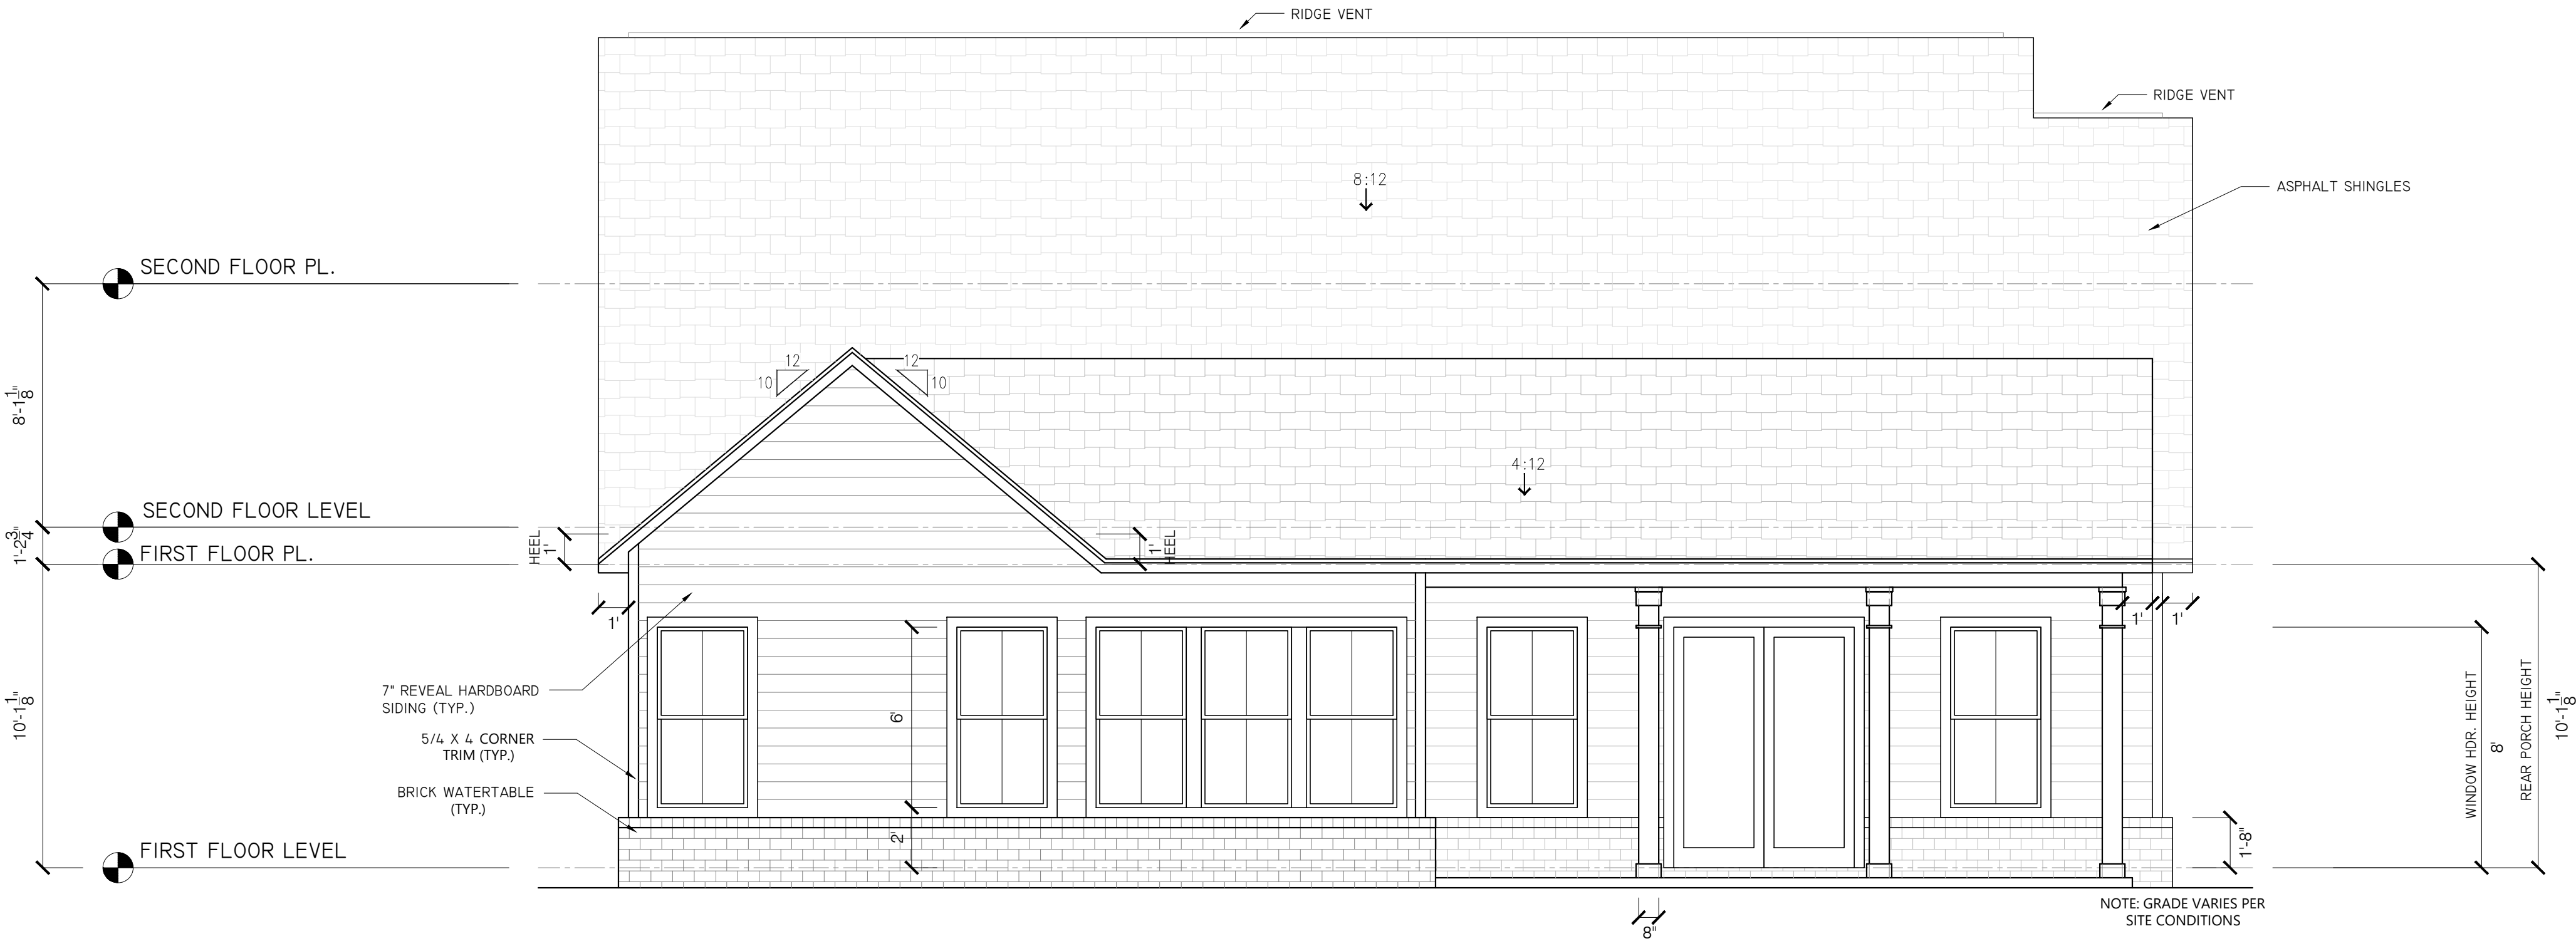 RIDGE VENT
RIDGE VENT
8:12
ASPHALT SHINGLES
SECOND FLOOR PL.
8'-1 1/8"
12
10
12
10
4:12
SECOND FLOOR LEVEL
1'-2 3/4"
FIRST FLOOR PL.
HEEL
1'
1'
HEEL
1'
1'
1'
7" REVEAL HARDBOARD
SIDING (TYP.)
5/4 X 4 CORNER
TRIM (TYP.)
BRICK WATERTABLE
(TYP.)
10'-1 1/8"
6'
2'
FIRST FLOOR LEVEL
WINDOW HDR. HEIGHT
8'
REAR PORCH HEIGHT
10'-1 1/8"
1'-8"
8"
NOTE: GRADE VARIES PER
SITE CONDITIONS